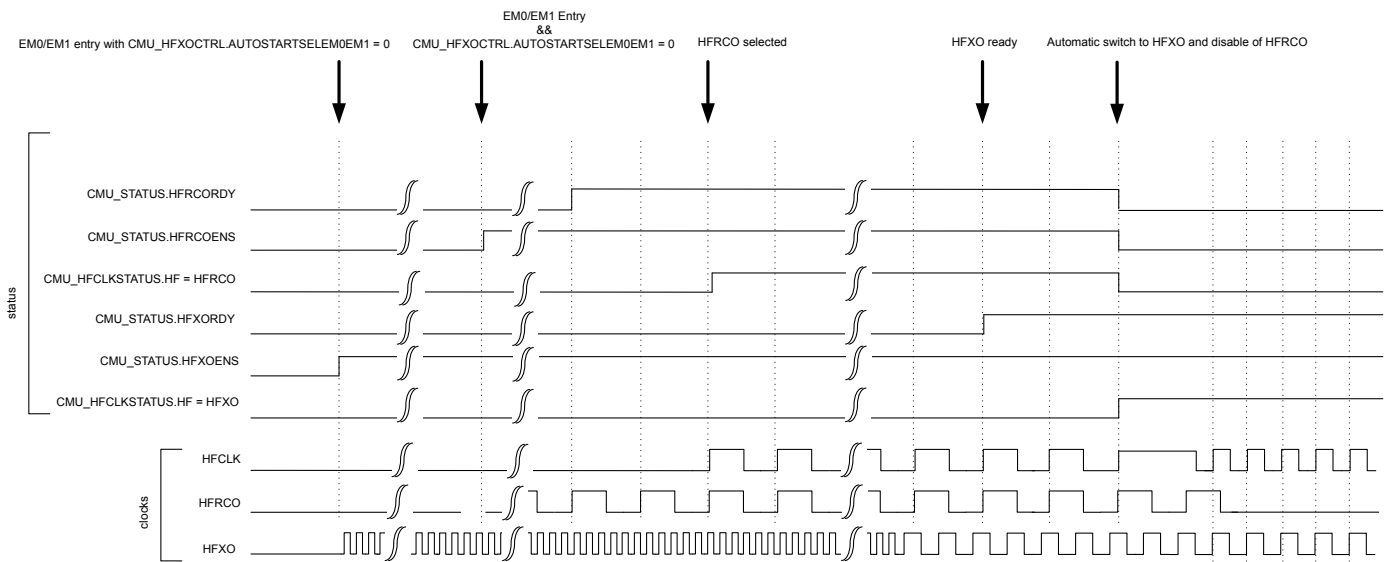 EM0/EM1 Entry
&&
EM0/EM1 entry with CMU_HFXOCTRL.AUTOSTARTSELEM0EM1 = 0
CMU_HFXOCTRL.AUTOSTARTSELEM0EM1 = 0
HFRCO selected
HFXO ready
Automatic switch to HFXO and disable of HFRCO
status
CMU_STATUS.HFRCORDY
CMU_STATUS.HFRCOENS
CMU_HFCLKSTATUS.HF = HFRCO
CMU_STATUS.HFXORDY
CMU_STATUS.HFXOENS
CMU_HFCLKSTATUS.HF = HFXO
clocks
HFCLK
HFRCO
HFXO